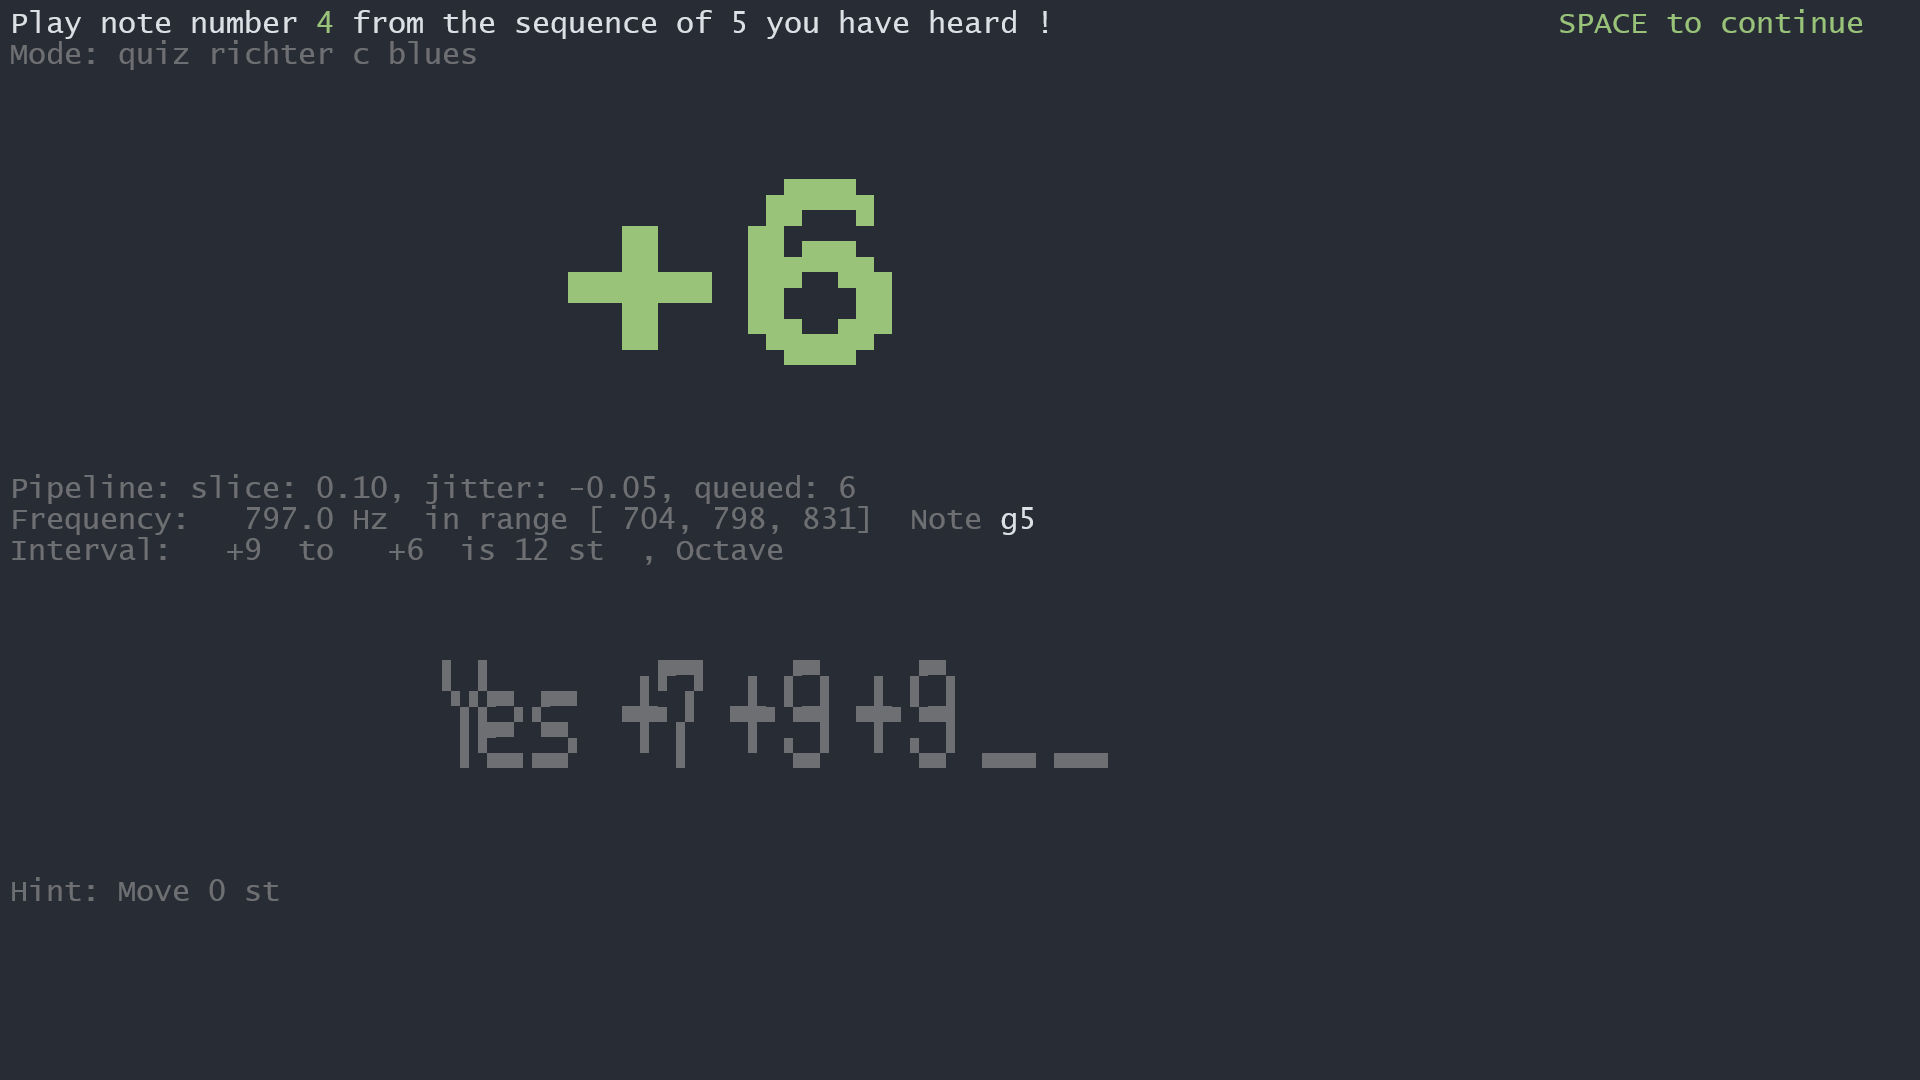 Play note number 4 from the sequence of 5 you have heard !
SPACE to continue
Mode: quiz richter c blues
+6
Pipeline: slice: 0.10, jitter: -0.05, queued: 6
Frequency: 797.0 Hz in range [ 704, 798, 831] Note g5
Interval: +9 to +6 is 12 st , Octave
Yes +7 +9 +9 _ _
Hint: Move 0 st